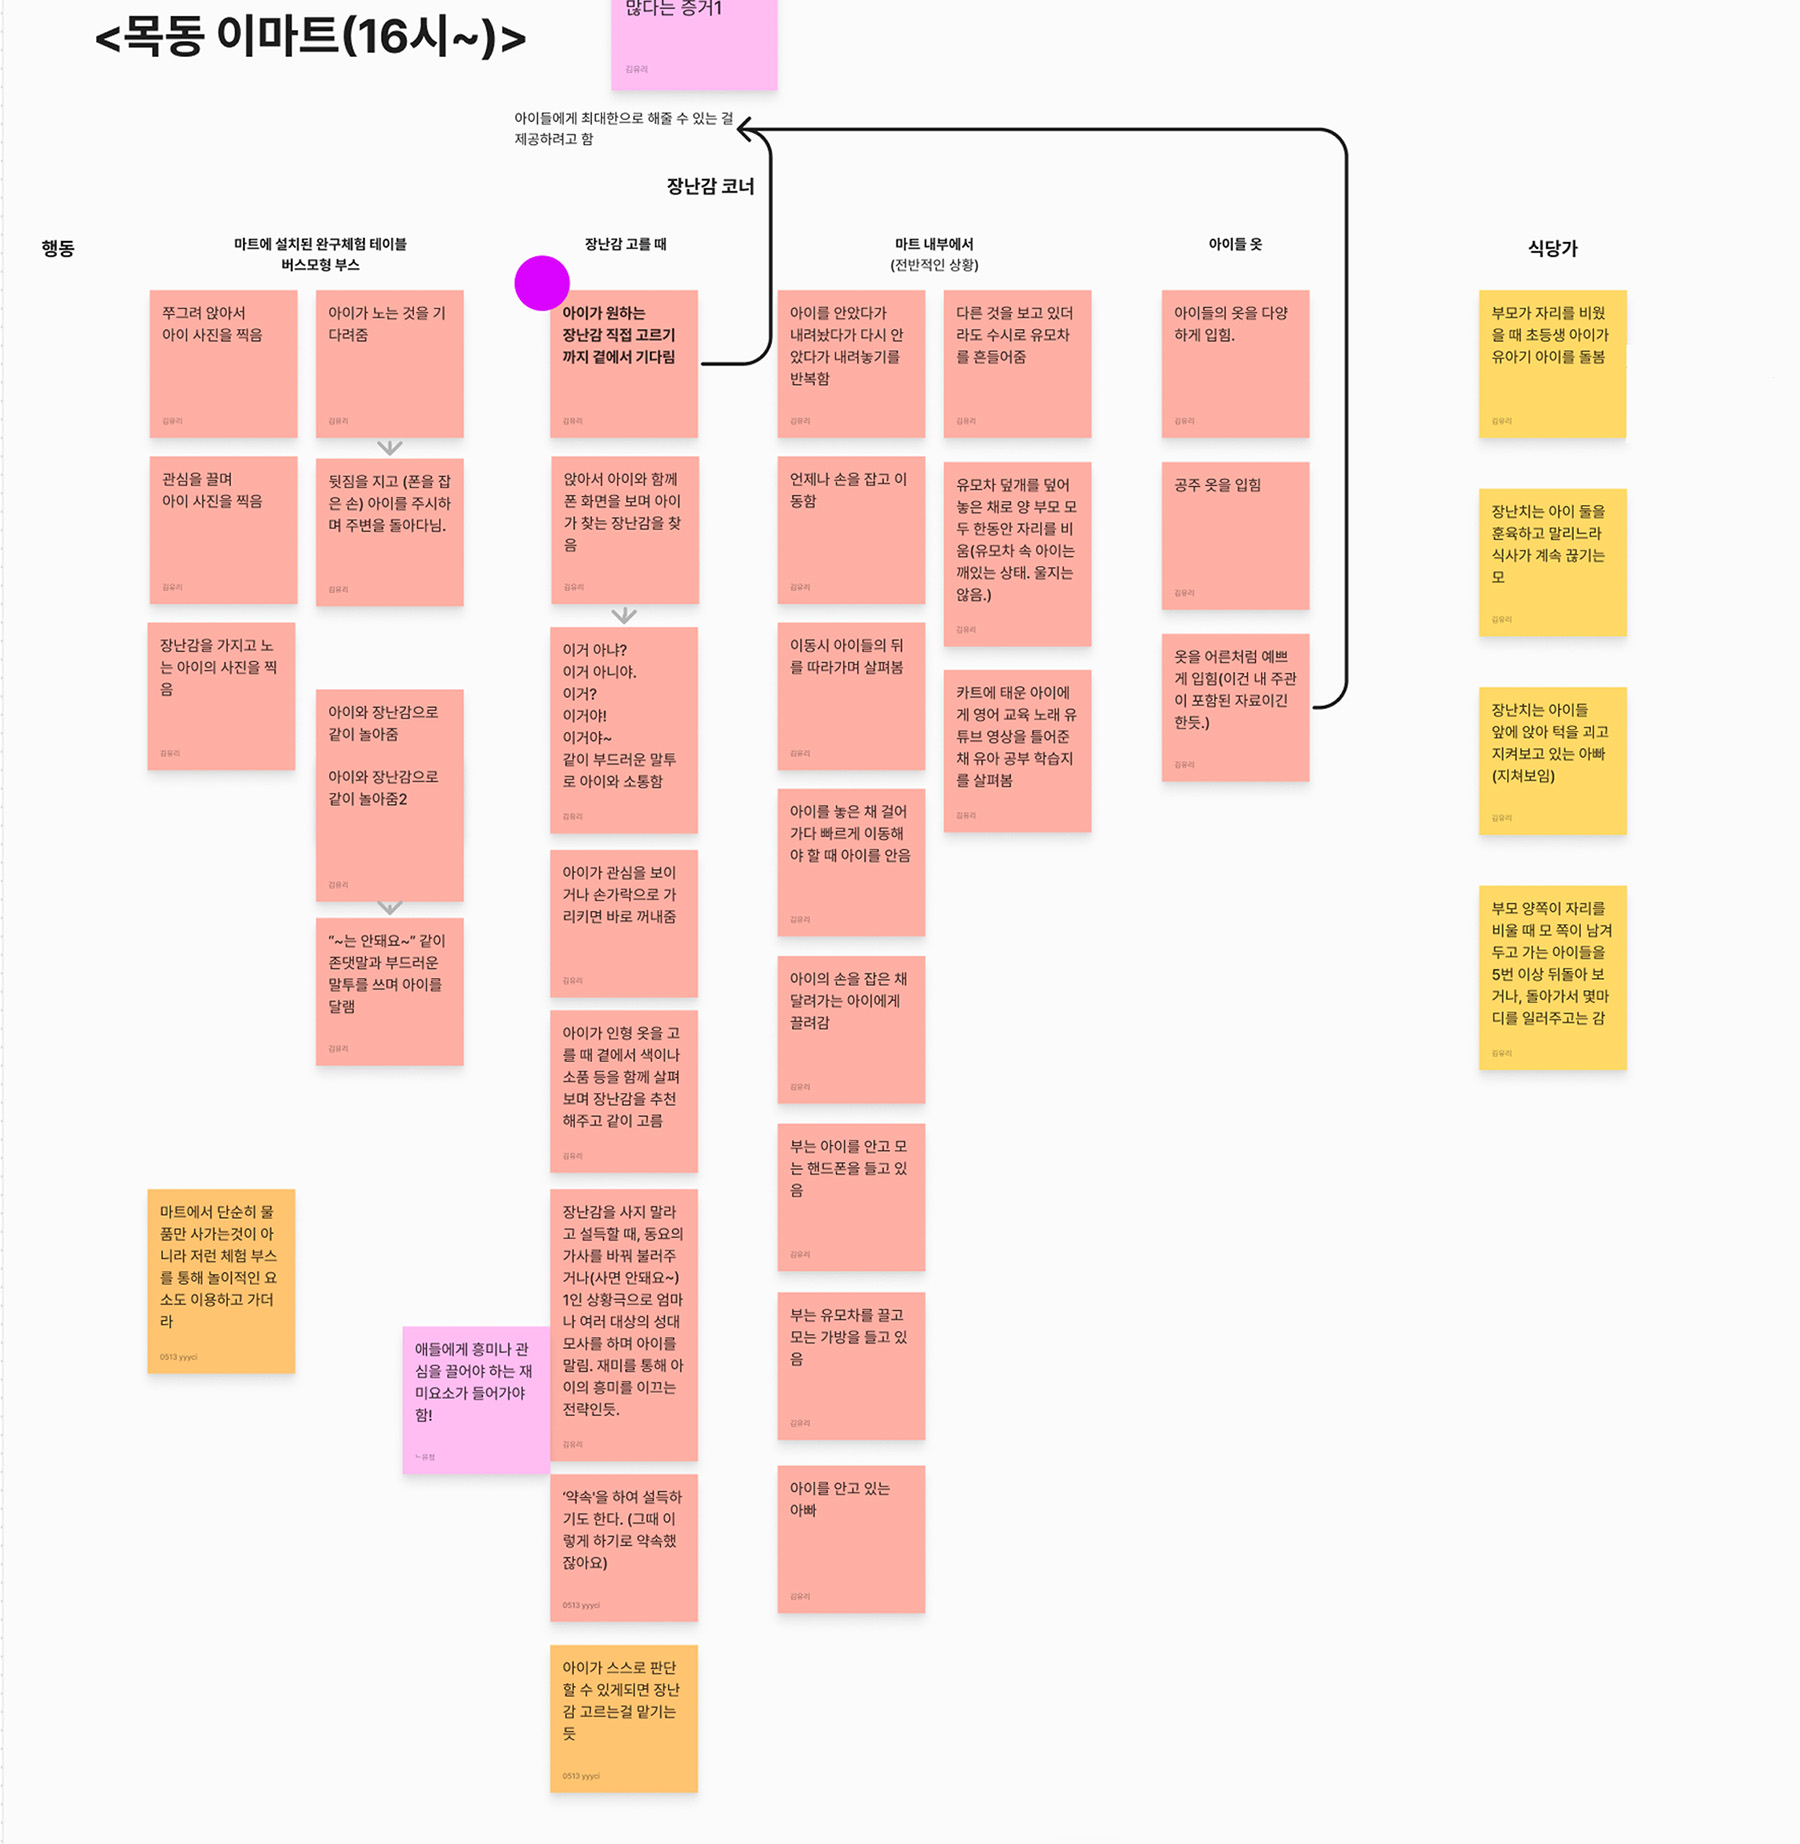 많다는 증거1
김유리
<목동 이마트(16시~)>
아이들에게 최대한으로 해줄 수 있는 걸
제공하려고 함
장난감 코너
행동
마트에 설치된 완구체험 테이블
버스모형 부스
쭈그려 앉아서
아이 사진을 찍음
김유리
관심을 끌며
아이 사진을 찍음
김유리
장난감을 가지고 노
는 아이의 사진을 찍
음
김유리
마트에서 단순히 물
품만 사가는것이 아
니라 저런 체험 부스
를 통해 놀이적인 요
소도 이용하고 가더
라
0513 yyyci
아이가 노는 것을 기
다려줌
김유리
뒷짐을 지고 (폰을 잡
은 손) 아이를 주시하
며 주변을 돌아다님.
김유리
아이와 장난감으로
같이 놀아줌
아이와 장난감으로
같이 놀아줌2
김유리
"~는 안돼요~" 같이
존댓말과 부드러운
말투를 쓰며 아이를
달램
김유리
애들에게 흥미나 관
심을 끌어야 하는 재
미요소가 들어가야
함!
장난감 고를 때
아이가 원하는
장난감 직접 고르기
까지 곁에서 기다림
김유리
앉아서 아이와 함께
폰 화면을 보며 아이
가 찾는 장난감을 찾
음
김유리
이거 아냐?
이거 아니야.
이거?
이거야!
이거야~
같이 부드러운 말투
로 아이와 소통함
김유리
아이가 관심을 보이
거나 손가락으로 가
리키면 바로 꺼내줌
김유리
아이가 인형 옷을 고
를 때 곁에서 색이나
소품 등을 함께 살펴
보며 장난감을 추천
해주고 같이 고름
김유리
장난감을 사지 말라
고 설득할 때, 동요의
가사를 바꿔 불러주
거나(사면 안돼요~)
1인 상황극으로 엄마
나 여러 대상의 성대
모사를 하며 아이를
말림. 재미를 통해 아
이의 흥미를 이끄는
전략인듯.
김유리
'약속'을 하여 설득하
기도 한다. (그때 이
렇게 하기로 약속했
잖아요)
0513 yyyci
아이가 스스로 판단
할 수 있게되면 장난
감 고르는걸 맡기는
듯
0513 yyyci
마트 내부에서
(전반적인 상황)
아이를 안았다가
내려놨다가 다시 안
았다가 내려놓기를
반복함
김유리
언제나 손을 잡고 이
동함
김유리
이동시 아이들의 뒤
를 따라가며 살펴봄
김유리
아이를 놓은 채 걸어
가다 빠르게 이동해
야 할 때 아이를 안음
김유리
아이의 손을 잡은 채
달려가는 아이에게
끌려감
김유리
부는 아이를 안고 모
는 핸드폰을 들고 있
음
김유리
부는 유모차를 끌고
모는 가방을 들고 있
음
김유리
아이를 안고 있는
아빠
김유리
다른 것을 보고 있더
라도 수시로 유모차
를 흔들어줌
김유리
유모차 덮개를 덮어
놓은 채로 양 부모 모
두 한동안 자리를 비
움(유모차 속 아이는
깨있는 상태. 울지는
않음.)
김유리
카트에 태운 아이에
게 영어 교육 노래 유
튜브 영상을 틀어준
채 유아 공부 학습지
를 살펴봄
김유리
아이들 옷
아이들의 옷을 다양
하게 입힘.
김유리
공주 옷을 입힘
김유리
옷을 어른처럼 예쁘
게 입힘(이건 내 주관
이 포함된 자료이긴
한듯.)
김유리
식당가
부모가 자리를 비웠
을 때 초등생 아이가
유아기 아이를 돌봄
김유리
장난치는 아이 둘을
훈육하고 말리느라
식사가 계속 끊기는
모
김유리
장난치는 아이들
앞에 앉아 턱을 괴고
지켜보고 있는 아빠
(지쳐보임)
김유리
부모 양쪽이 자리를
비울 때 모 쪽이 남겨
두고 가는 아이들을
5번 이상 뒤돌아 보
거나, 돌아가서 몇마
디를 일러주고는 감
김유리